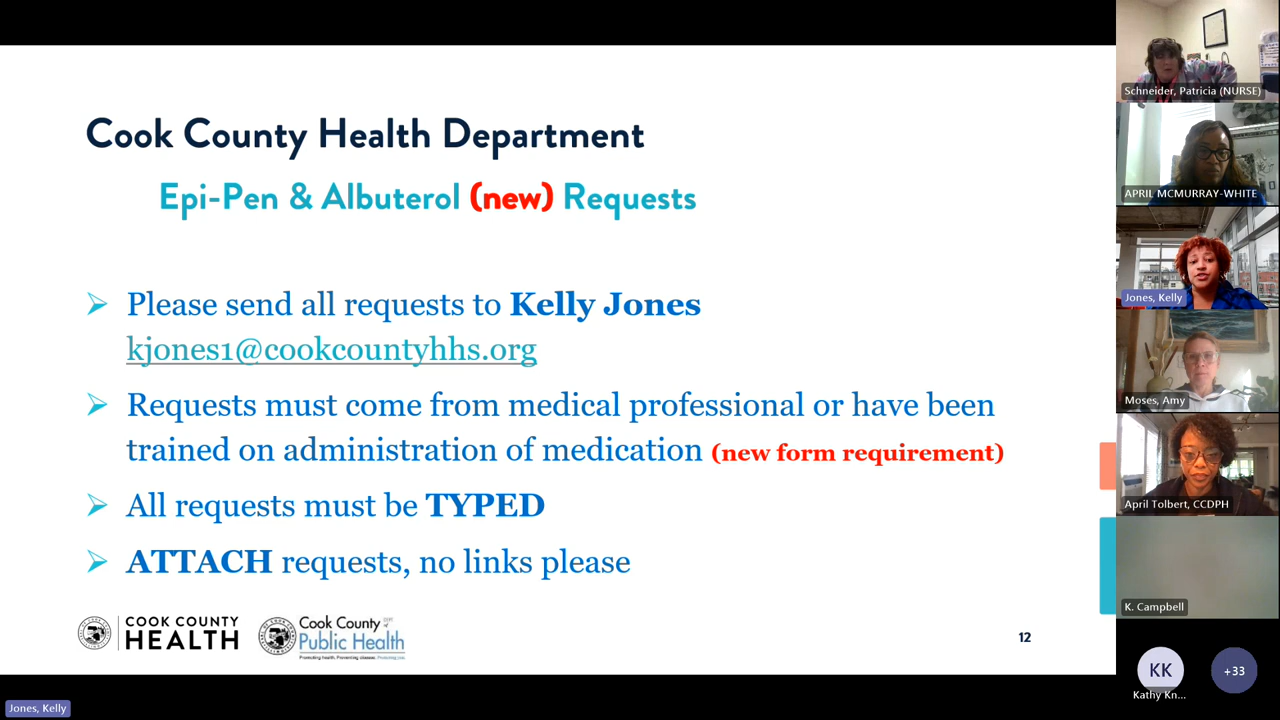 Cook County Health Department
Epi-Pen & Albuterol (new) Requests
Please send all requests to Kelly Jones
kjones1@cookcountyhhs.org
Requests must come from medical professional or have been
trained on administration of medication (new form requirement)
All requests must be TYPED
ATTACH requests, no links please
COOK COUNTY
HEALTH
Cook County DEPT of
Public Health
Promoting health. Preventing disease. Protecting you.
12
Schneider, Patricia (NURSE)
APRIL MCMURRAY-WHITE
Jones, Kelly
Moses, Amy
April Tolbert, CCDPH
K. Campbell
KK
Kathy Kn...
+33
Jones, Kelly